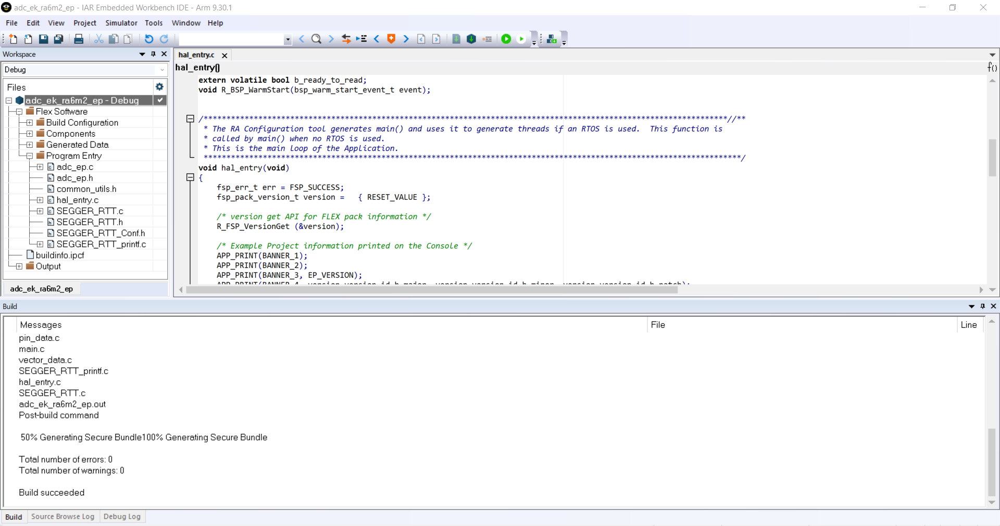 adc_ek_ra6m2_ep - IAR Embedded Workbench IDE - Arm 9.30.1
File Edit View Project Simulator Tools Window Help
Workspace
Debug
Files
adc_ek_ra6m2_ep - Debug
Flex Software
Build Configuration
Components
Generated Data
Program Entry
adc_ep.c
adc_ep.h
common_utils.h
hal_entry.c
SEGGER_RTT.c
SEGGER_RTT.h
SEGGER_RTT_Conf.h
SEGGER_RTT_printf.c
buildinfo.ipcf
Output
adc_ek_ra6m2_ep
hal_entry.c
hal_entry()
f()
extern volatile bool b_ready_to_read;
void R_BSP_WarmStart(bsp_warm_start_event_t event);
/*******************************************************************************************************************//**
* The RA Configuration tool generates main() and uses it to generate threads if an RTOS is used.  This function is
* called by main() when no RTOS is used.
* This is the main loop of the Application.
**********************************************************************************************************************/
void hal_entry(void)
{
fsp_err_t err = FSP_SUCCESS;
fsp_pack_version_t version =   { RESET_VALUE };
/* version get API for FLEX pack information */
R_FSP_VersionGet (&version);
/* Example Project information printed on the Console */
APP_PRINT(BANNER_1);
APP_PRINT(BANNER_2);
APP_PRINT(BANNER_3, EP_VERSION);
Build
Messages File Line
pin_data.c
main.c
vector_data.c
SEGGER_RTT_printf.c
hal_entry.c
SEGGER_RTT.c
adc_ek_ra6m2_ep.out
Post-build command
50% Generating Secure Bundle100% Generating Secure Bundle
Total number of errors: 0
Total number of warnings: 0
Build succeeded
Build Source Browse Log Debug Log